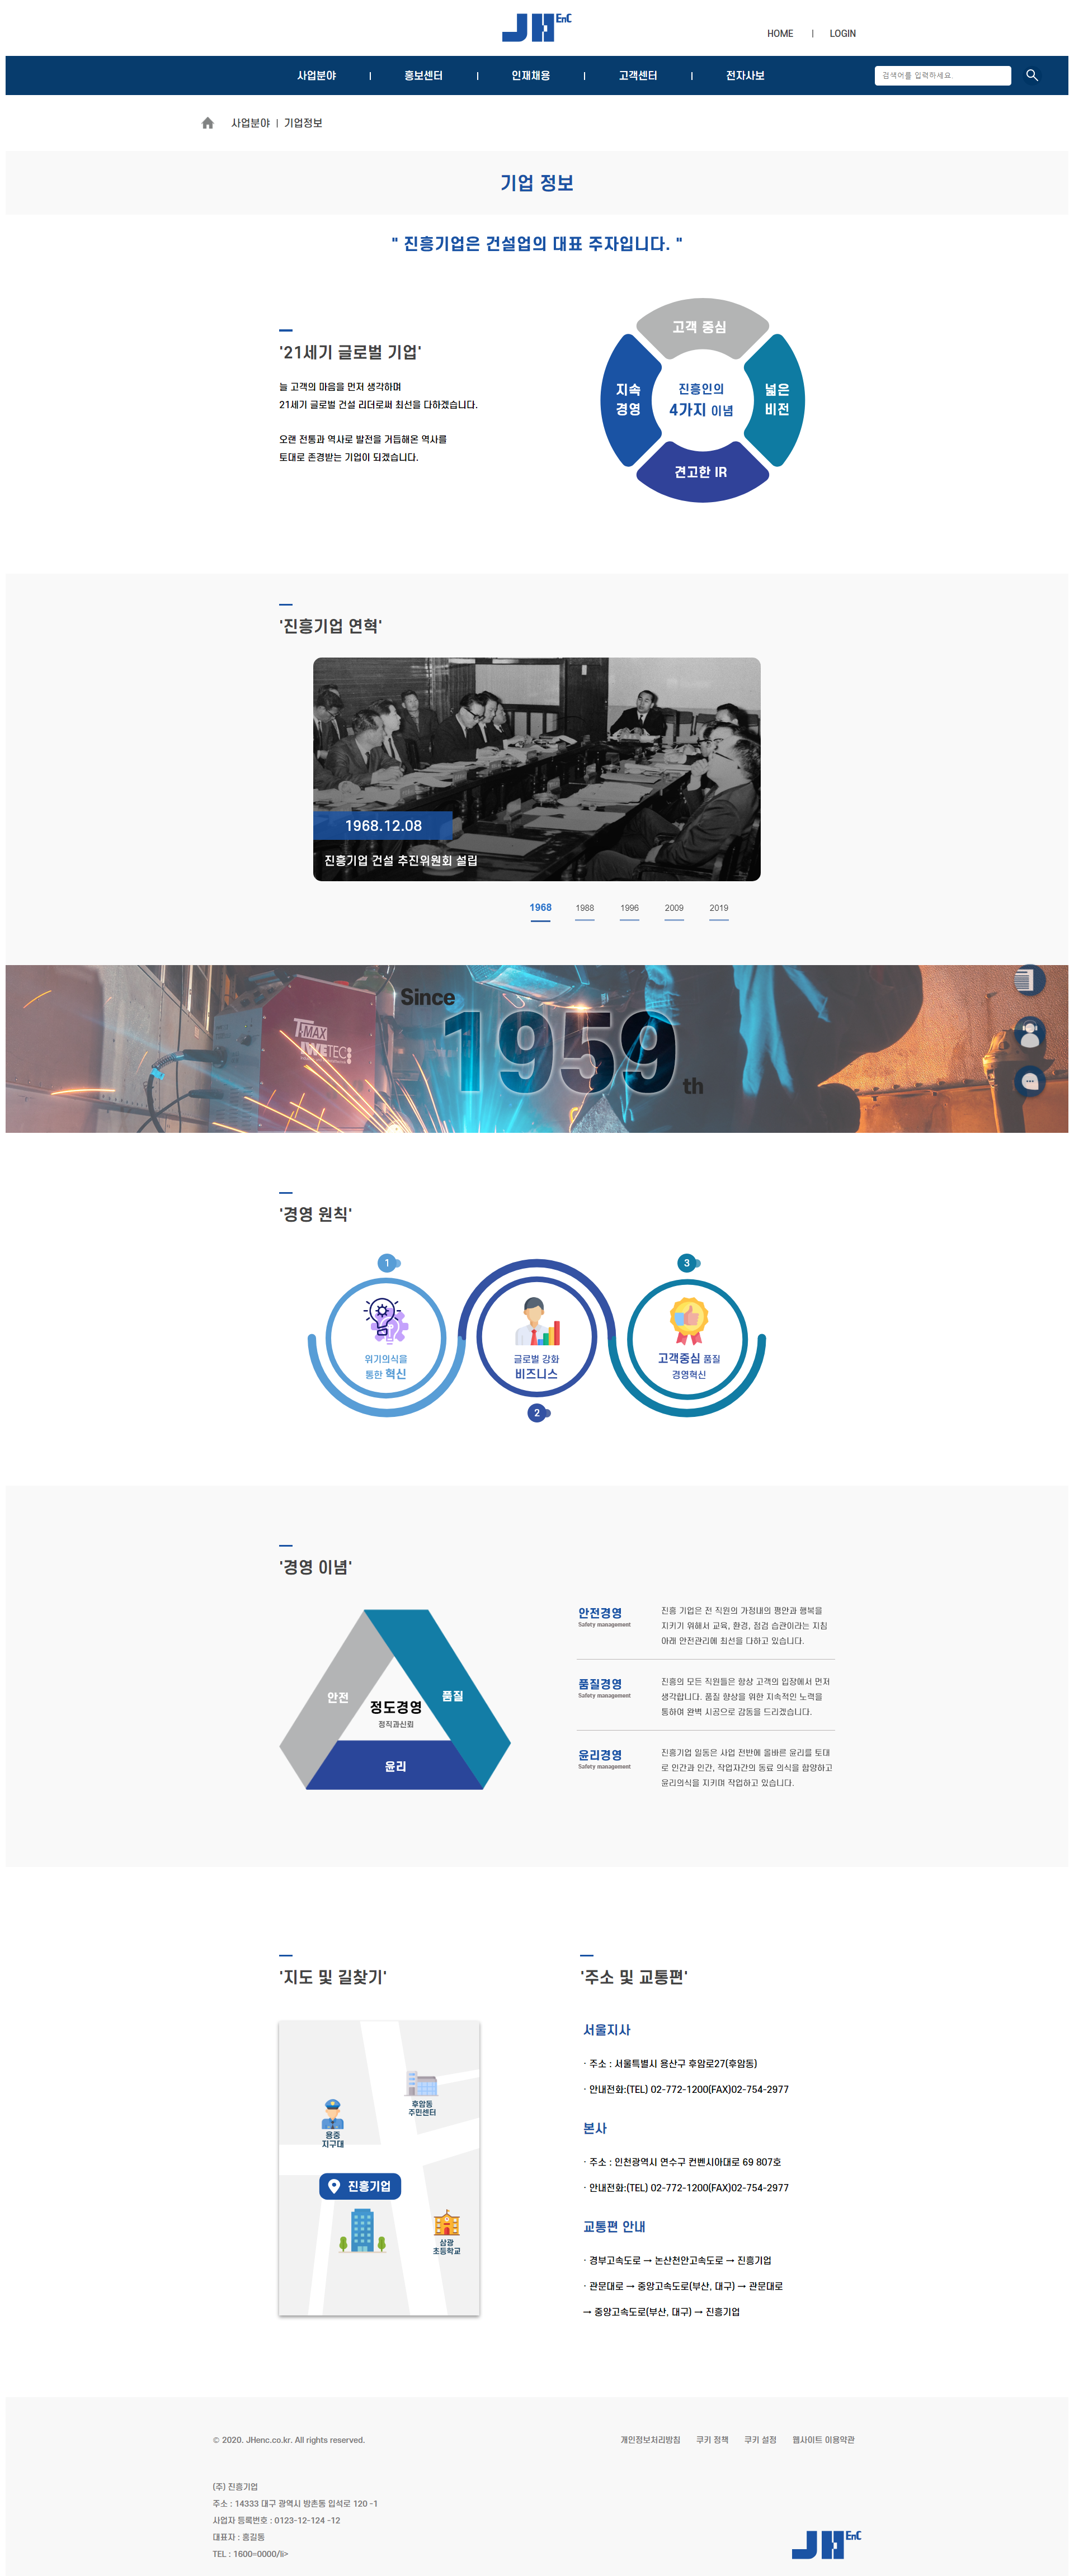 JH EnC
HOME | LOGIN
사업분야 | 홍보센터 | 인재채용 | 고객센터 | 전자사보
검색어를 입력하세요.
사업분야 | 기업정보
기업 정보
" 진흥기업은 건설업의 대표 주자입니다. "
'21세기 글로벌 기업'
늘 고객의 마음을 먼저 생각하며
21세기 글로벌 건설 리더로써 최선을 다하겠습니다.
오랜 전통과 역사로 발전을 거듭해온 역사를
토대로 존경받는 기업이 되겠습니다.
고객 중심
지속
경영
진흥인의
4가지 이념
넓은
비전
견고한 IR
'진흥기업 연혁'
1968.12.08
진흥기업 건설 추진위원회 설립
1968 1988 1996 2009 2019
Since
1959
th
T-MAX
WETEC
'경영 원칙'
1
3
위기의식을
통한 혁신
글로벌 강화
비즈니스
고객중심 품질
경영혁신
2
'경영 이념'
안전
품질
정도경영
정직과신뢰
윤리
안전경영
Safety management
진흥 기업은 전 직원의 가정내의 평안과 행복을
지키기 위해서 교육, 환경, 점검 습관이라는 지침
아래 안전관리에 최선을 다하고 있습니다.
품질경영
Safety management
진흥의 모든 직원들은 항상 고객의 입장에서 먼저
생각합니다. 품질 향상을 위한 지속적인 노력을
통하여 완벽 시공으로 감동을 드리겠습니다.
윤리경영
Safety management
진흥기업 일동은 사업 전반에 올바른 윤리를 토대
로 인간과 인간, 작업자간의 동료 의식을 함양하고
윤리의식을 지키며 작업하고 있습니다.
'지도 및 길찾기'
후암동
주민센터
용중
지구대
진흥기업
삼광
초등학교
'주소 및 교통편'
서울지사
· 주소 : 서울특별시 용산구 후암로27(후암동)
· 안내전화:(TEL) 02-772-1200(FAX)02-754-2977
본사
· 주소 : 인천광역시 연수구 컨벤시아대로 69 807호
· 안내전화:(TEL) 02-772-1200(FAX)02-754-2977
교통편 안내
· 경부고속도로 → 논산천안고속도로 → 진흥기업
· 관문대로 → 중앙고속도로(부산, 대구) → 관문대로
→ 중앙고속도로(부산, 대구) → 진흥기업
© 2020. JHenc.co.kr. All rights reserved.
개인정보처리방침 쿠키 정책 쿠키 설정 웹사이트 이용약관
(주) 진흥기업
주소 : 14333 대구 광역시 방촌동 입석로 120 -1
사업자 등록번호 : 0123-12-124 -12
대표자 : 홍길동
TEL : 1600=0000/li>
JH EnC